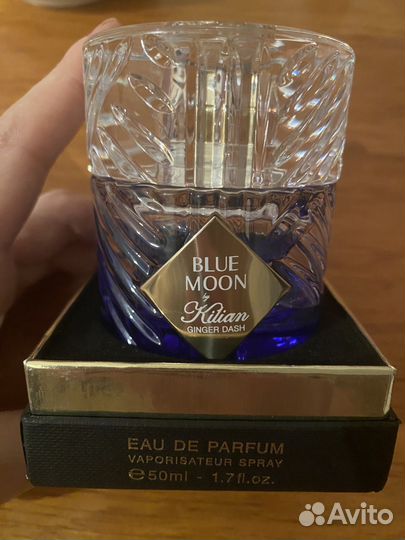 BLUE
MOON
by
Kilian
GINGER DASH
EAU DE PARFUM
VAPORISATEUR SPRAY
℮50ml - 1.7fl.oz.
Avito